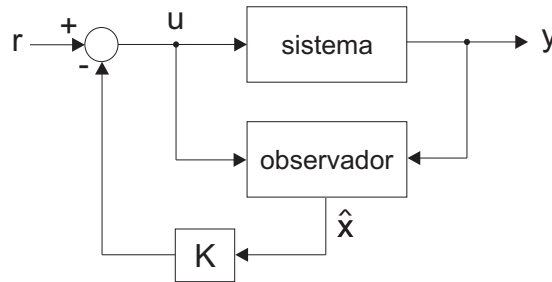 r
+
-
u
sistema
y
observador
x̂
K